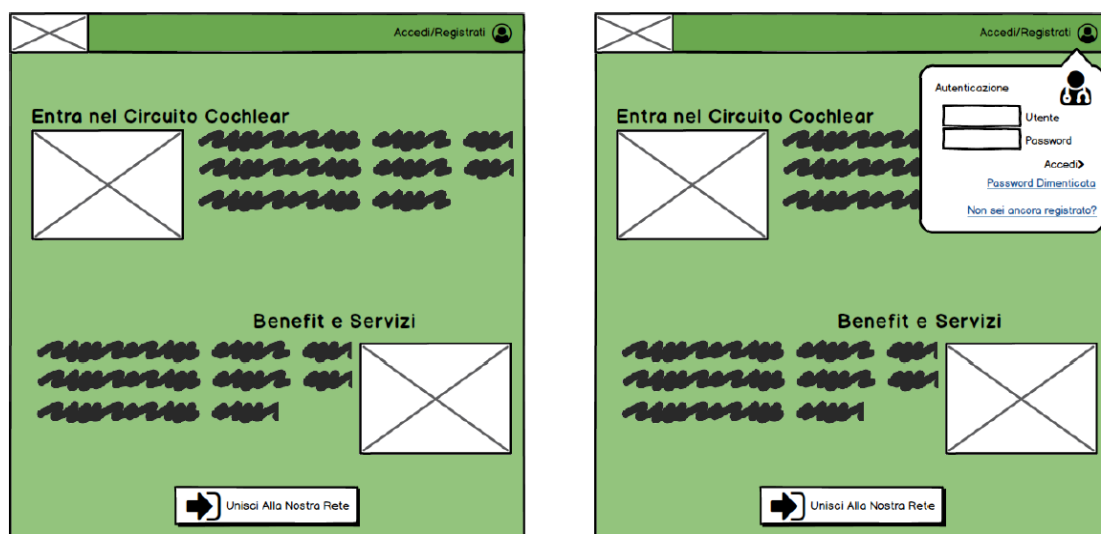 Accedi/Registrati
Entra nel Circuito Cochlear
Benefit e Servizi
Unisci Alla Nostra Rete
Accedi/Registrati
Autenticazione
Utente
Password
Accedi
Password Dimenticata
Non sei ancora registrato?
Entra nel Circuito Cochlear
Benefit e Servizi
Unisci Alla Nostra Rete